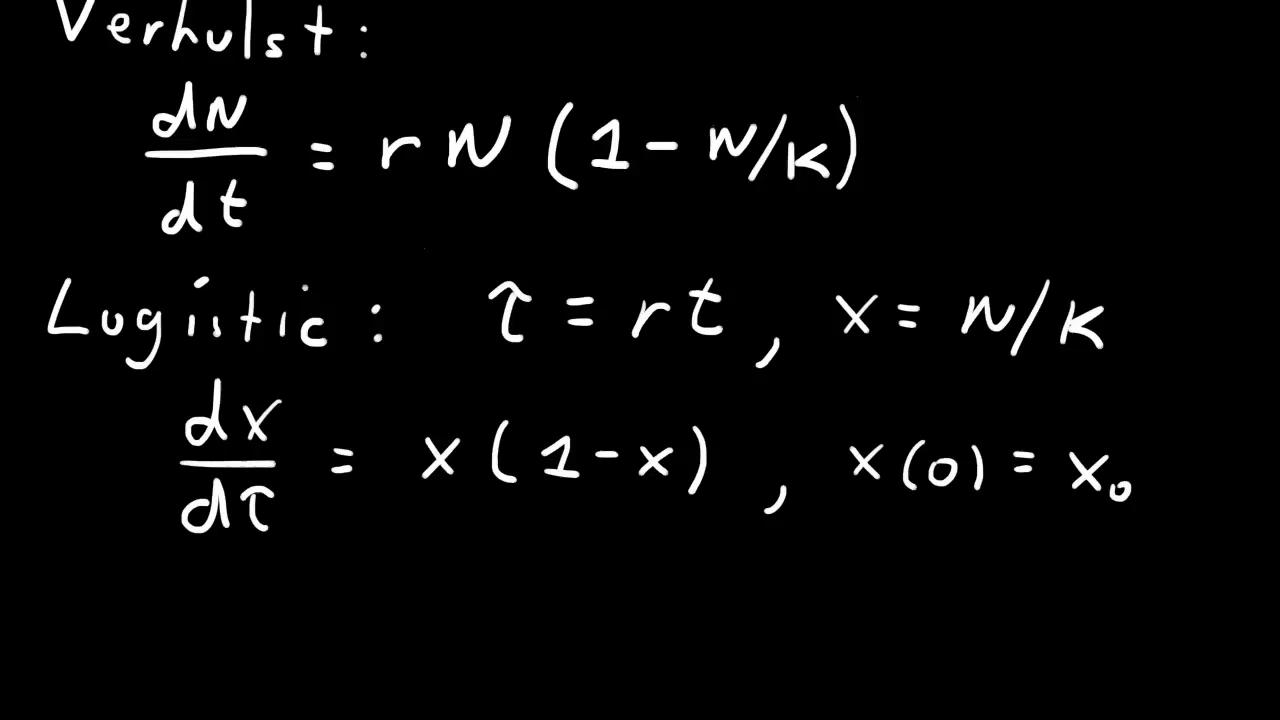 Verhulst:
dN/dt = rN(1 - N/K)
Logistic: τ = rt, x = N/K
dx/dτ = x(1-x), x(0) = x₀